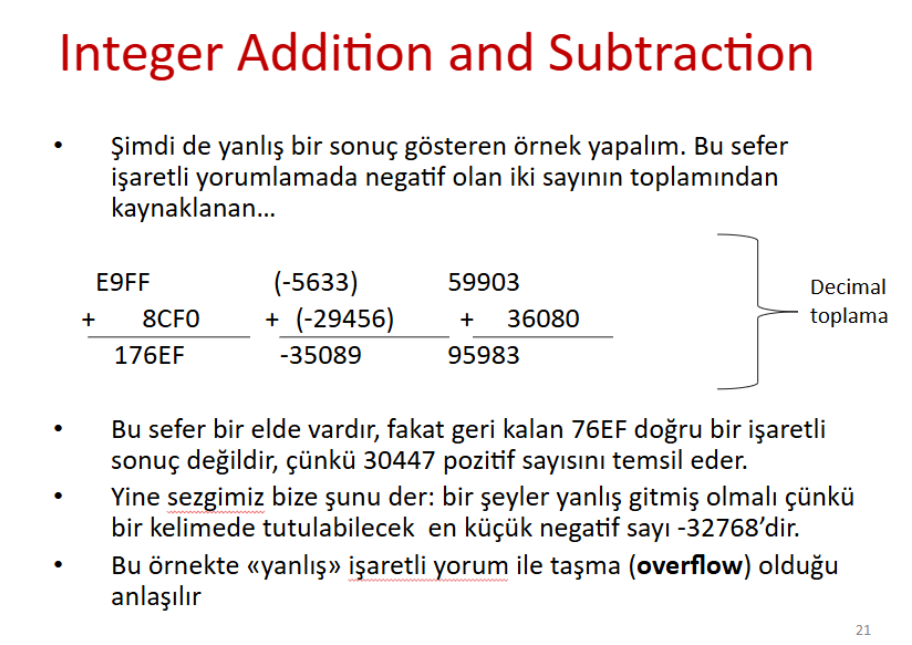 Integer Addition and Subtraction
• Şimdi de yanlış bir sonuç gösteren örnek yapalım. Bu sefer
işaretli yorumlamada negatif olan iki sayının toplamından
kaynaklanan…
E9FF (-5633) 59903
+ 8CF0 + (-29456) + 36080
176EF -35089 95983
Decimal
toplama
• Bu sefer bir elde vardır, fakat geri kalan 76EF doğru bir işaretli
sonuç değildir, çünkü 30447 pozitif sayısını temsil eder.
• Yine sezgimiz bize şunu der: bir şeyler yanlış gitmiş olmalı çünkü
bir kelimede tutulabilecek en küçük negatif sayı -32768’dir.
• Bu örnekte «yanlış» işaretli yorum ile taşma (overflow) olduğu
anlaşılır
21